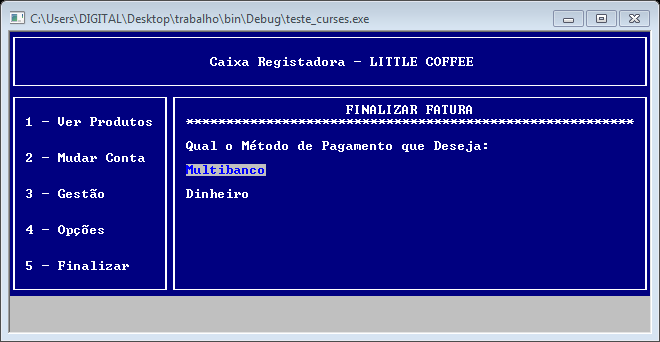 C:\Users\DIGITAL\Desktop\trabalho\bin\Debug\teste_curses.exe
Caixa Registadora - LITTLE COFFEE
1 - Ver Produtos
2 - Mudar Conta
3 - Gestão
4 - Opções
5 - Finalizar
FINALIZAR FATURA
********************************************************
Qual o Método de Pagamento que Deseja:
Multibanco
Dinheiro